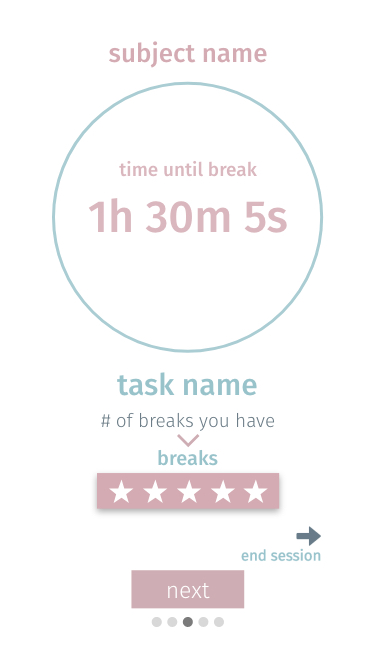 subject name
time until break
1h 30m 5s
task name
# of breaks you have
breaks
end session
next